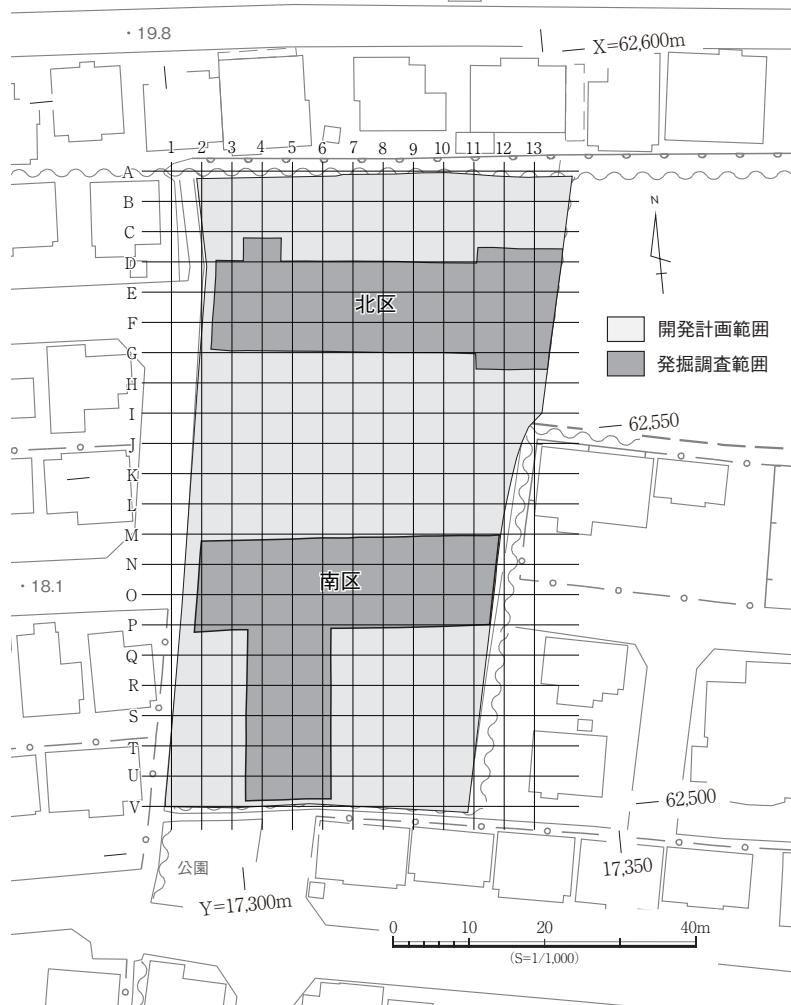 ・19.8
X=62,600m
1 2 3 4 5 6 7 8 9 10 11 12 13
A
B
C
D
E
F
G
H
I
J
K
L
M
N
O
P
Q
R
S
T
U
V
N
北区
開発計画範囲
発掘調査範囲
62,550
南区
・18.1
62,500
17,350
公園
Y=17,300m
0 10 20 40m
(S=1/1,000)